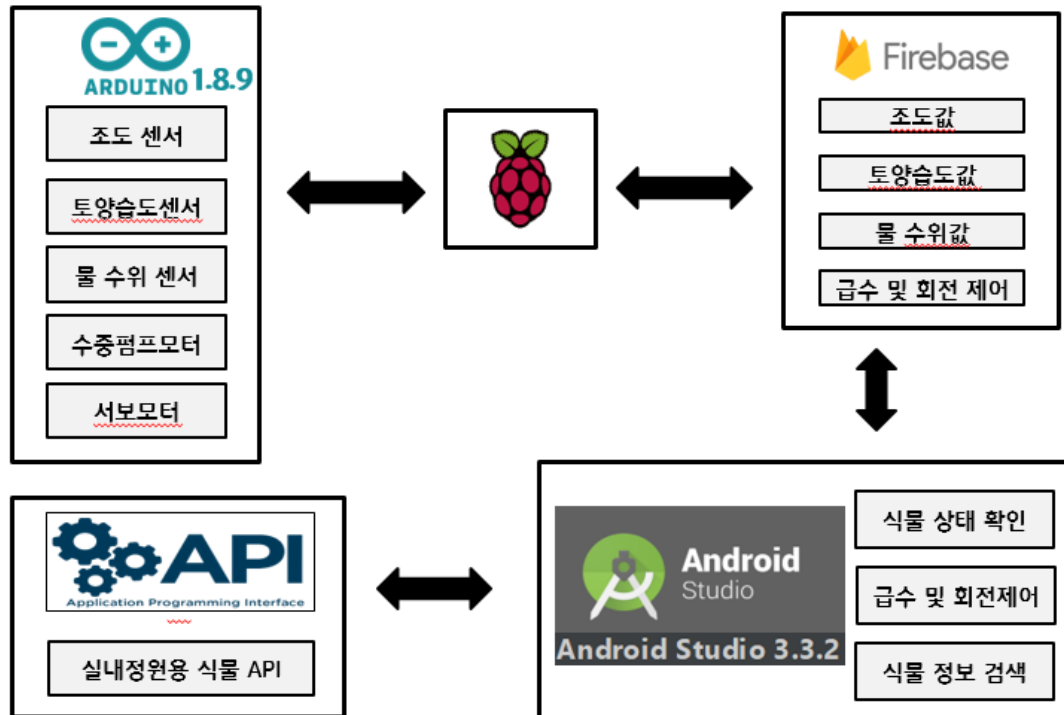 ARDUINO 1.8.9
조도 센서
토양습도센서
물 수위 센서
수중펌프모터
서보모터
Firebase
조도값
토양습도값
물 수위값
급수 및 회전 제어
API
Application Programming Interface
실내정원용 식물 API
Android
Studio
Android Studio 3.3.2
식물 상태 확인
급수 및 회전제어
식물 정보 검색